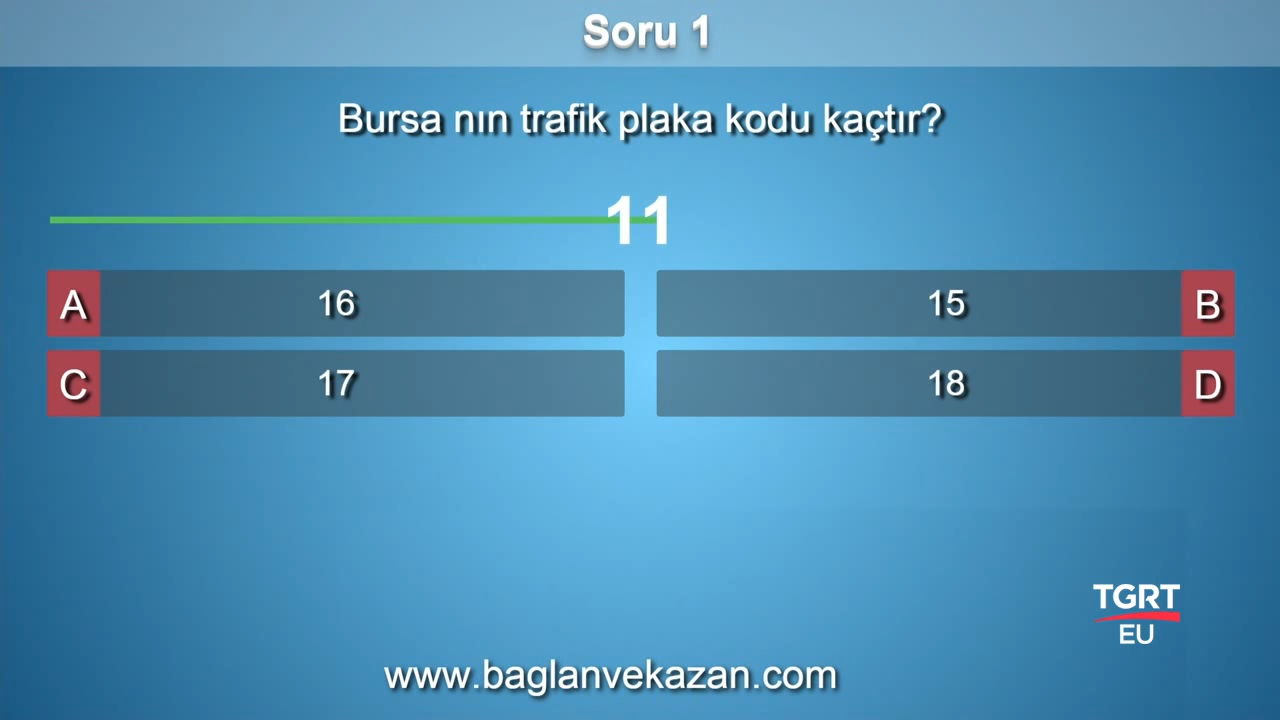 Soru 1
Bursa nın trafik plaka kodu kaçtır?
11
A 16
15 B
C 17
18 D
TGRT
EU
www.baglanvekazan.com